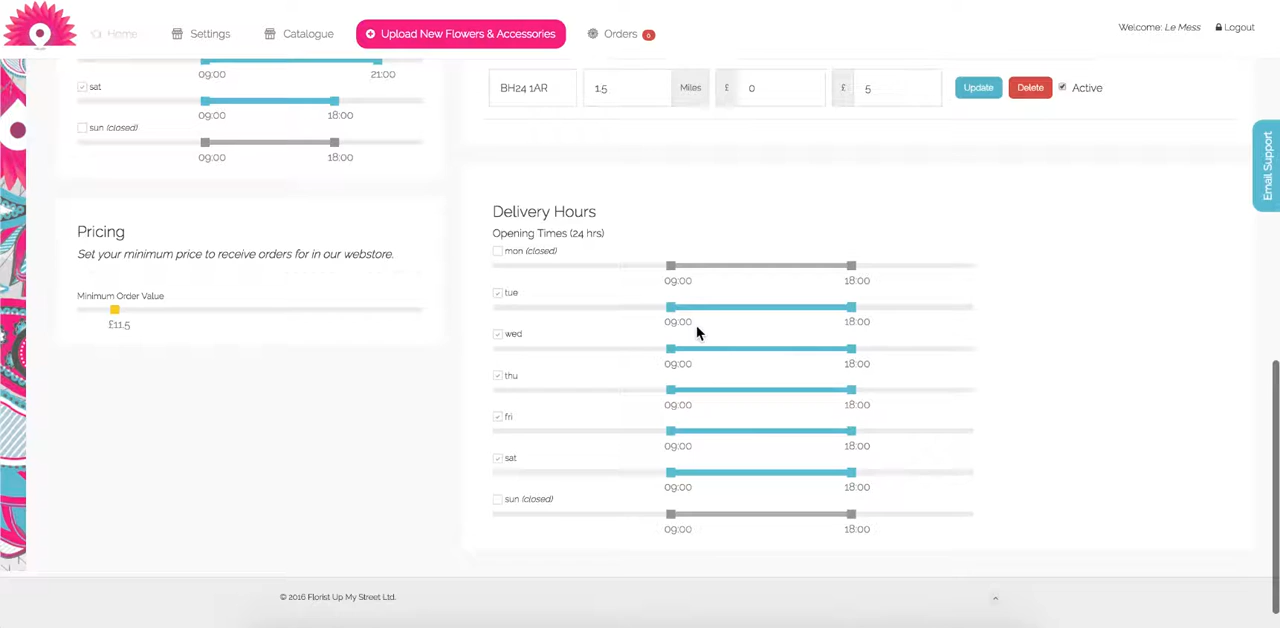 Home
Settings
Catalogue
Upload New Flowers & Accessories
Orders 0
Welcome: Le Mess
Logout
09:00 21:00
sat
09:00 18:00
sun (closed)
09:00 18:00
Pricing
Set your minimum price to receive orders for in our webstore.
Minimum Order Value
£11.5
BH24 1AR 1.5 Miles £ 0 £ 5 Update Delete Active
Delivery Hours
Opening Times (24 hrs)
mon (closed)
09:00 18:00
tue
09:00 18:00
wed
09:00 18:00
thu
09:00 18:00
fri
09:00 18:00
sat
09:00 18:00
sun (closed)
09:00 18:00
Email Support
© 2016 Florist Up My Street Ltd.